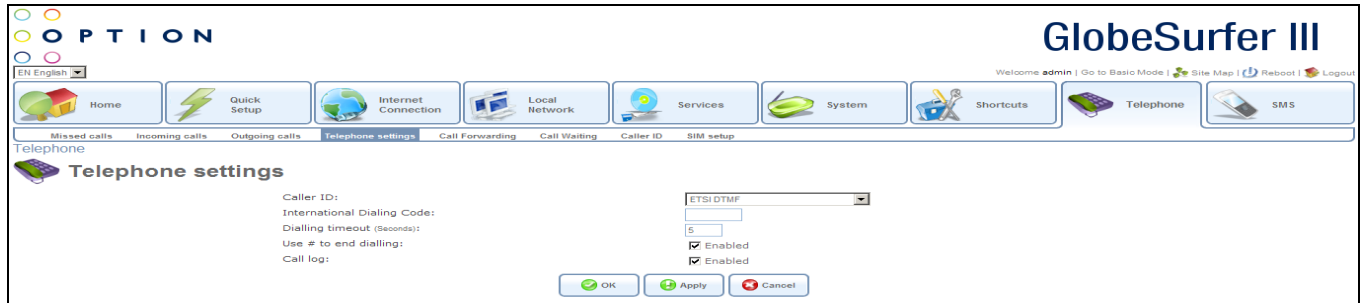 OPTION
GlobeSurfer III
EN English
Welcome admin | Go to Basic Mode | Site Map | Reboot | Logout
Home
Quick Setup
Internet Connection
Local Network
Services
System
Shortcuts
Telephone
SMS
Missed calls Incoming calls Outgoing calls Telephone settings Call Forwarding Call Waiting Caller ID SIM setup
Telephone
Telephone settings
Caller ID: ETSI DTMF
International Dialing Code:
Dialling timeout (Seconds): 5
Use # to end dialling: Enabled
Call log: Enabled
OK Apply Cancel